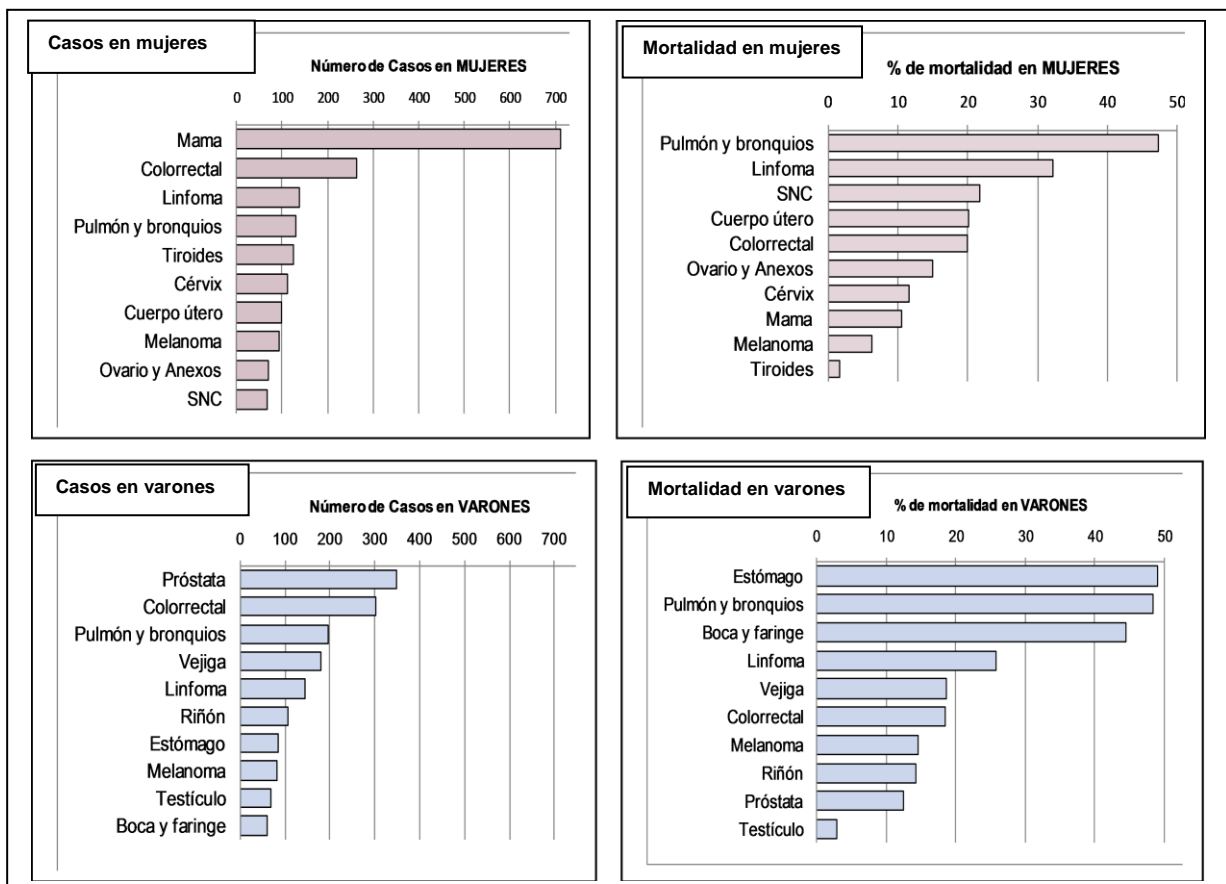 Casos en mujeres
Número de Casos en MUJERES
0 100 200 300 400 500 600 700
Mama
Colorrectal
Linfoma
Pulmón y bronquios
Tiroides
Cérvix
Cuerpo útero
Melanoma
Ovario y Anexos
SNC
Mortalidad en mujeres
% de mortalidad en MUJERES
0 10 20 30 40 50
Pulmón y bronquios
Linfoma
SNC
Cuerpo útero
Colorrectal
Ovario y Anexos
Cérvix
Mama
Melanoma
Tiroides
Casos en varones
Número de Casos en VARONES
0 100 200 300 400 500 600 700
Próstata
Colorrectal
Pulmón y bronquios
Vejiga
Linfoma
Riñón
Estómago
Melanoma
Testículo
Boca y faringe
Mortalidad en varones
% de mortalidad en VARONES
0 10 20 30 40 50
Estómago
Pulmón y bronquios
Boca y faringe
Linfoma
Vejiga
Colorrectal
Melanoma
Riñón
Próstata
Testículo